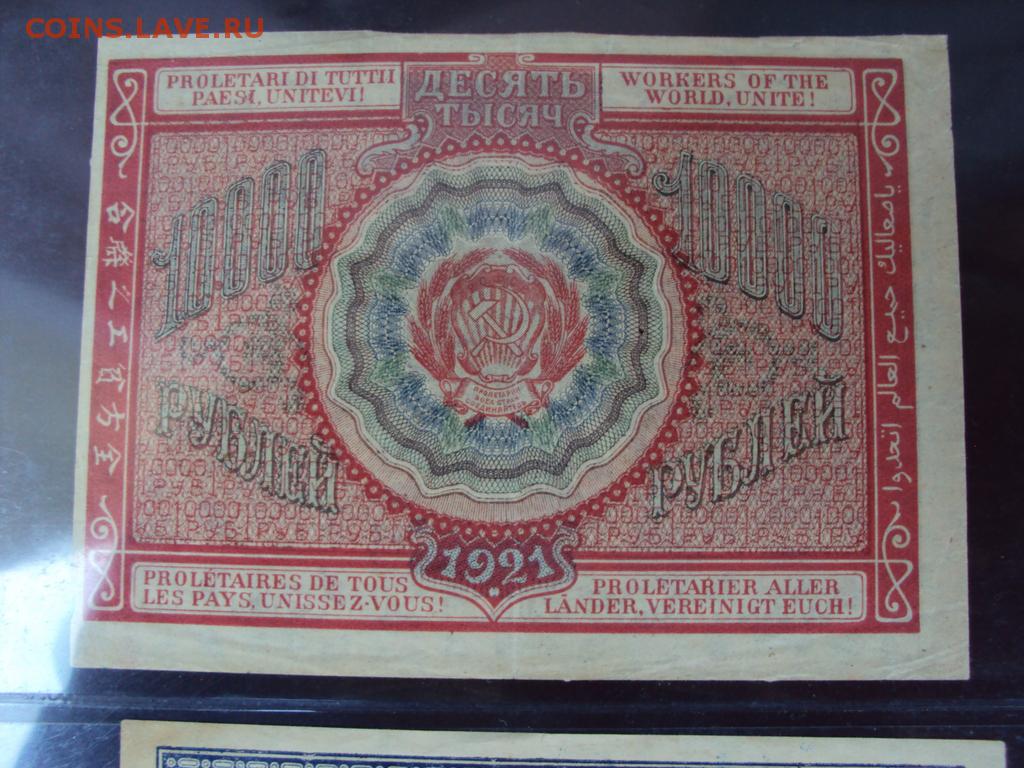 COINS.LAVE.RU
PROLETARI DI TUTTI I
PAESI, UNITEVI!
ДЕСЯТЬ
ТЫСЯЧ
WORKERS OF THE
WORLD, UNITE!
10000
10000
РУБЛЕЙ
РУБЛЕЙ
1921
PROLÉTAIRES DE TOUS
LES PAYS, UNISSEZ-VOUS!
PROLETARIER ALLER
LÄNDER, VEREINIGT EUCH!